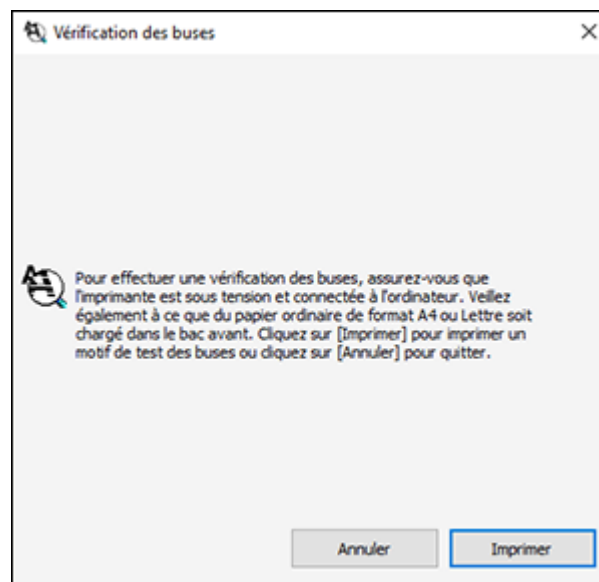 Vérification des buses
Pour effectuer une vérification des buses, assurez-vous que
l'imprimante est sous tension et connectée à l'ordinateur. Veillez
également à ce que du papier ordinaire de format A4 ou Lettre soit
chargé dans le bac avant. Cliquez sur [Imprimer] pour imprimer un
motif de test des buses ou cliquez sur [Annuler] pour quitter.
Annuler
Imprimer